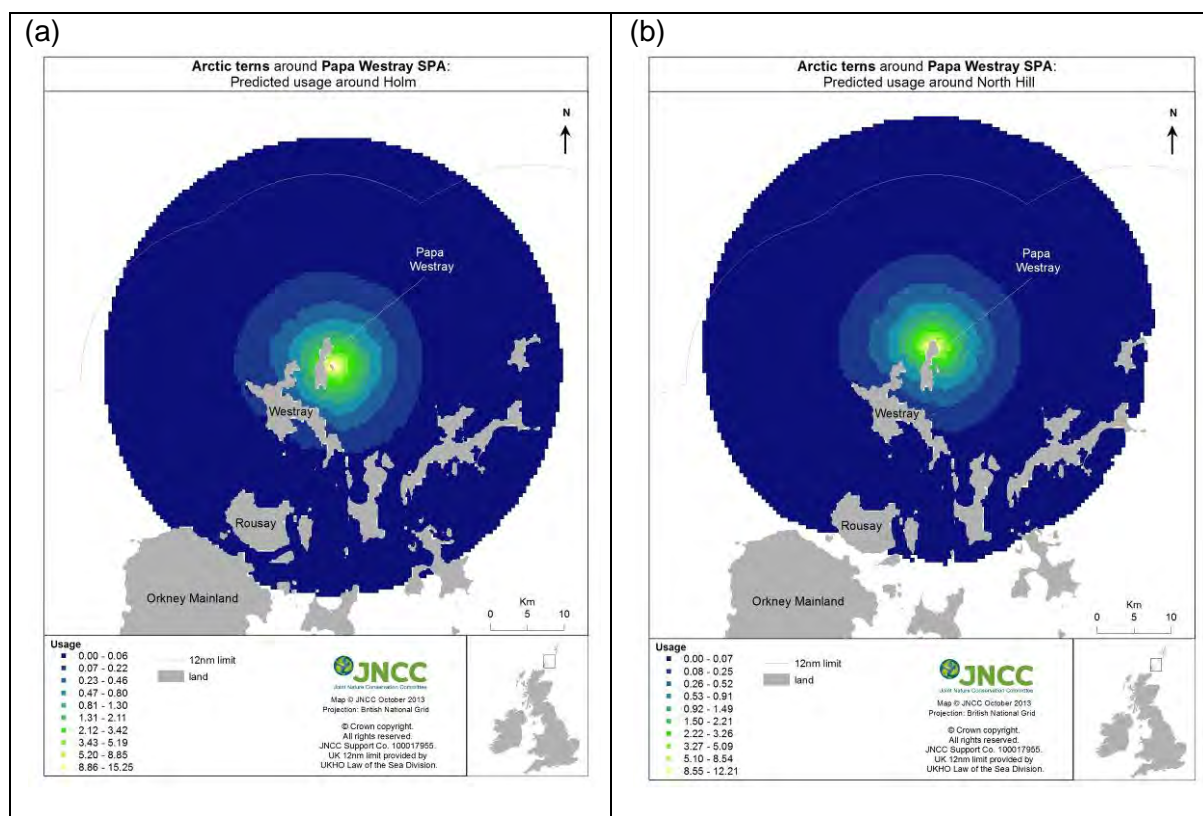 (a)
Arctic terns around Papa Westray SPA:
Predicted usage around Holm
N
Papa
Westray
Westray
Rousay
Orkney Mainland
Km
0 10
Usage
0.00 - 0.06
0.07 - 0.22
0.23 - 0.46
0.47 - 0.80
0.81 - 1.30
1.31 - 2.11
2.12 - 3.42
3.43 - 5.19
5.20 - 8.85
8.86 - 15.25
12nm limit
land
JNCC
Joint Nature Conservation Committee
Map © JNCC October 2013
Projection: British National Grid
© Crown copyright.
All rights reserved.
JNCC Support Co. 100017955.
UK 12nm limit provided by
UKHO Law of the Sea Division.
(b)
Arctic terns around Papa Westray SPA:
Predicted usage around North Hill
N
Papa
Westray
Westray
Rousay
Orkney Mainland
Km
0 10
Usage
0.00 - 0.07
0.08 - 0.25
0.26 - 0.52
0.53 - 0.91
0.92 - 1.49
1.50 - 2.21
2.22 - 3.26
3.27 - 5.09
5.10 - 8.54
8.55 - 12.21
12nm limit
land
JNCC
Joint Nature Conservation Committee
Map © JNCC October 2013
Projection: British National Grid
© Crown copyright.
All rights reserved.
JNCC Support Co. 100017955.
UK 12nm limit provided by
UKHO Law of the Sea Division.